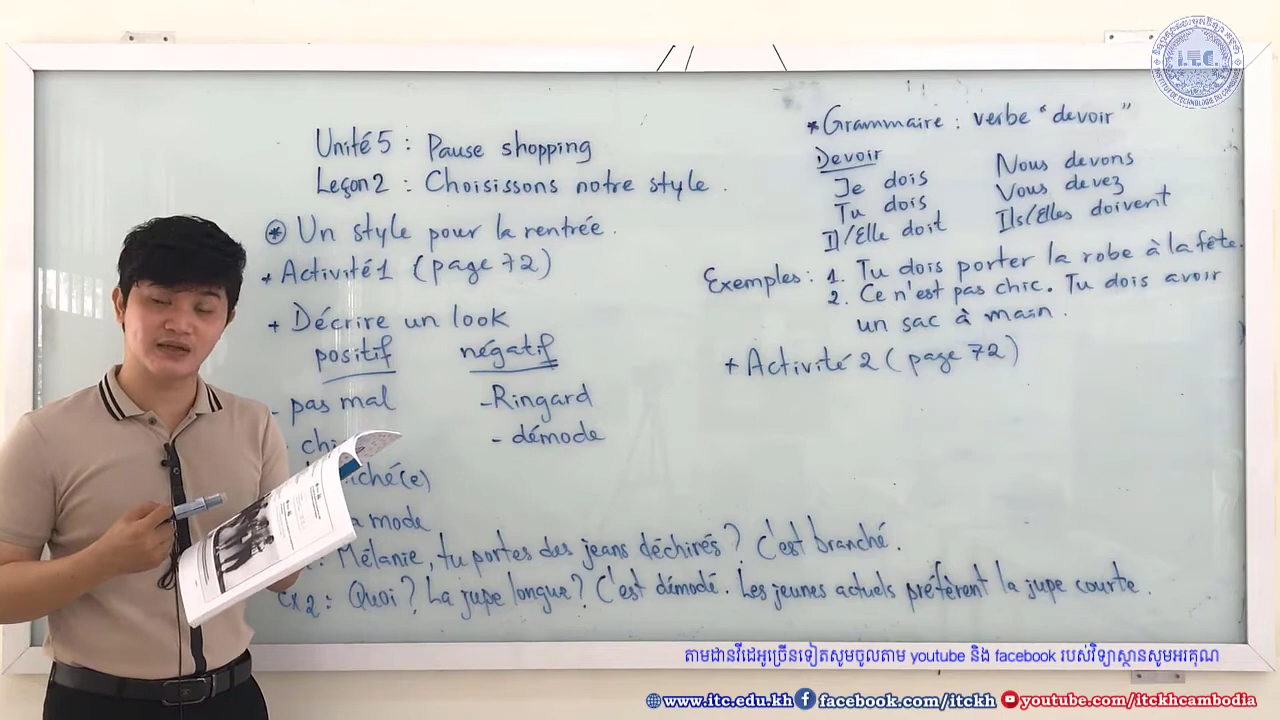 Unité 5 : Pause shopping
Leçon 2 : Choisissons notre style .
* Un style pour la rentrée .
+ Activité 1 (page 72)
+ Décrire un look
positif négatif
- pas mal - Ringard
- démode
mode
Mélanie, tu portes des jeans déchirés ? C'est branché .
Ex 2 : Quoi ? La jupe longue ? C'est démodé . Les jeunes actuels préfèrent la jupe courte .
* Grammaire : verbe "devoir"
Devoir
Je dois Nous devons
Tu dois Vous devez
Il/Elle doit Ils/Elles doivent
Exemples : 1. Tu dois porter la robe à la fête .
2. Ce n'est pas chic . Tu dois avoir
un sac à main .
+ Activité 2 (page 72)
I.T.C.
តាមដានវីដេអូច្រើនទៀតសូមចូលតាម youtube និង facebook របស់វិទ្យាស្ថានសូមអរគុណ
www.itc.edu.kh facebook.com/itckh youtube.com/itckhcambodia